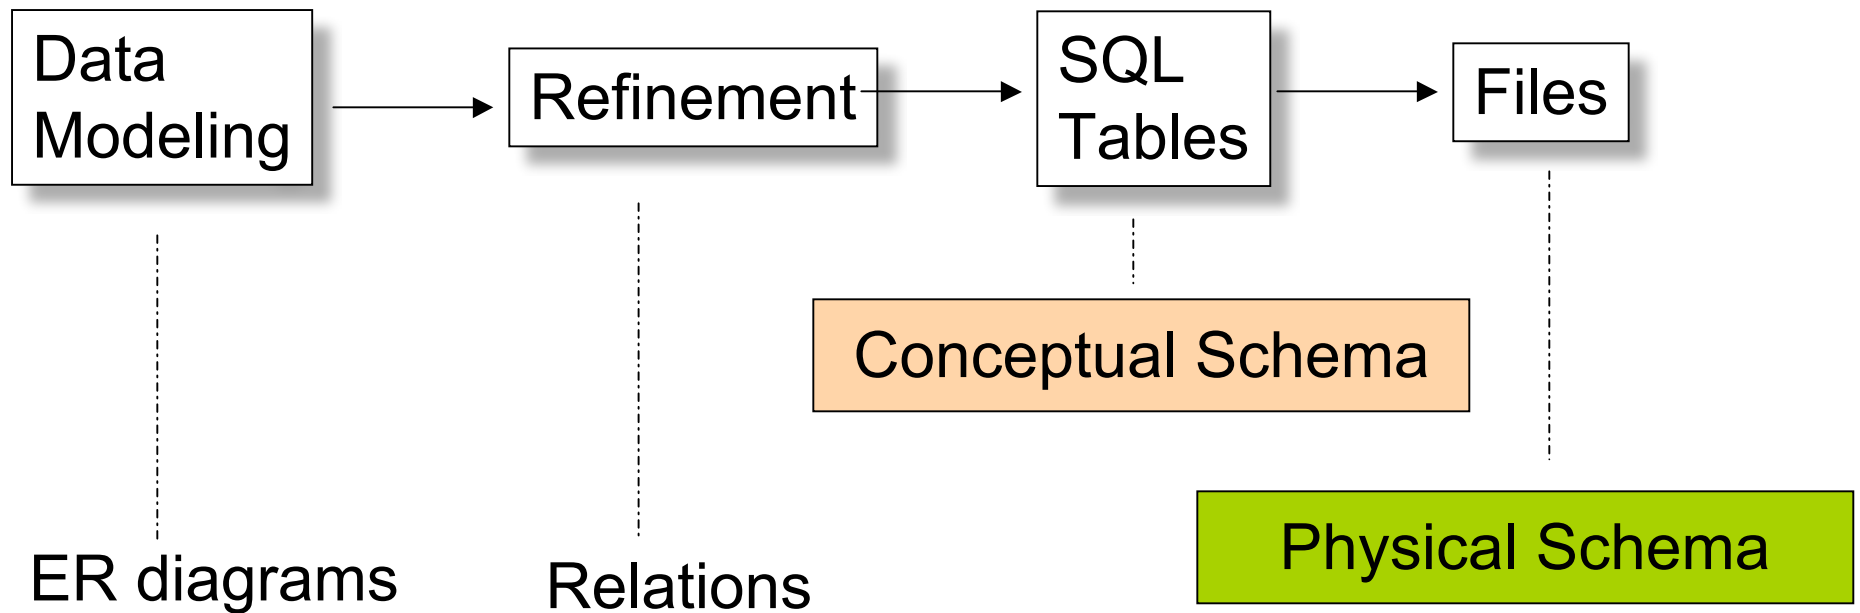 Data
Modeling
Refinement
SQL
Tables
Files
Conceptual Schema
Physical Schema
ER diagrams
Relations